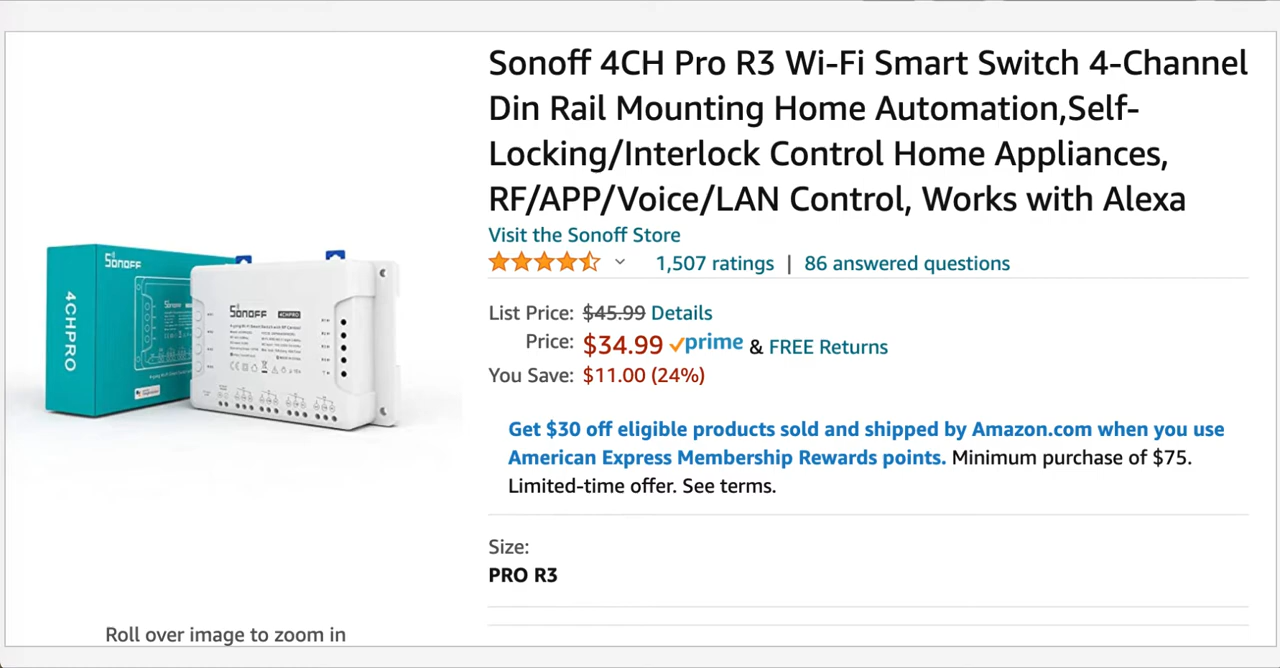 Sonoff 4CH Pro R3 Wi-Fi Smart Switch 4-Channel
Din Rail Mounting Home Automation,Self-
Locking/Interlock Control Home Appliances,
RF/APP/Voice/LAN Control, Works with Alexa
Visit the Sonoff Store
1,507 ratings | 86 answered questions
List Price: $45.99 Details
Price: $34.99 prime & FREE Returns
You Save: $11.00 (24%)
Get $30 off eligible products sold and shipped by Amazon.com when you use
American Express Membership Rewards points. Minimum purchase of $75.
Limited-time offer. See terms.
Size:
PRO R3
SONOFF
4CHPRO
SONOFF
SONOFF 4CHPRO
Roll over image to zoom in